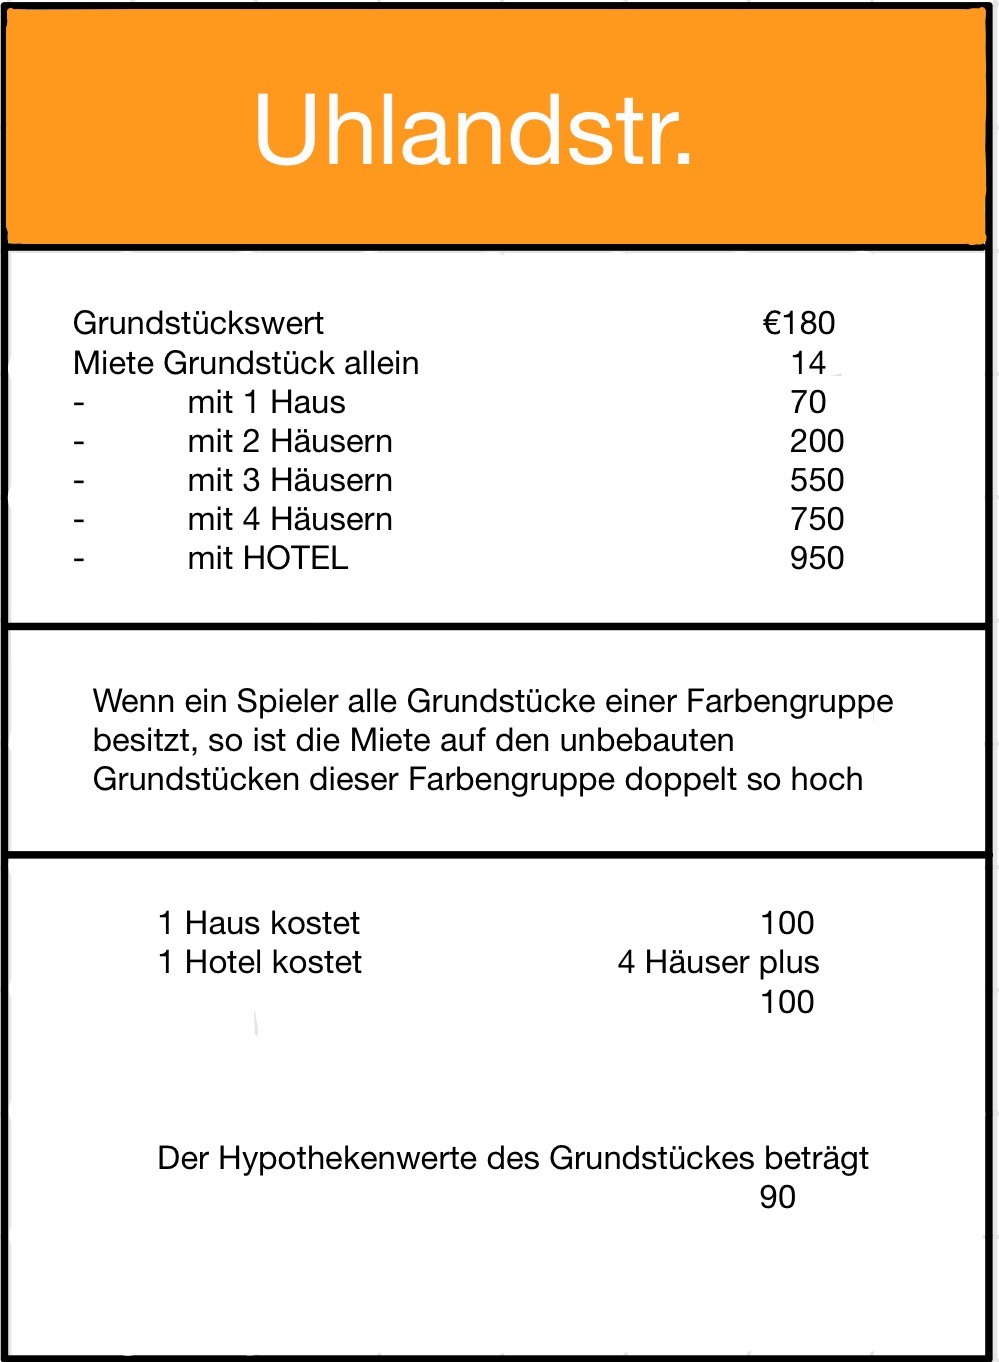 Uhlandstr.
Grundstückswert €180
Miete Grundstück allein 14
- mit 1 Haus 70
- mit 2 Häusern 200
- mit 3 Häusern 550
- mit 4 Häusern 750
- mit HOTEL 950
Wenn ein Spieler alle Grundstücke einer Farbengruppe
besitzt, so ist die Miete auf den unbebauten
Grundstücken dieser Farbengruppe doppelt so hoch
1 Haus kostet 100
1 Hotel kostet 4 Häuser plus
100
Der Hypothekenwerte des Grundstückes beträgt
90